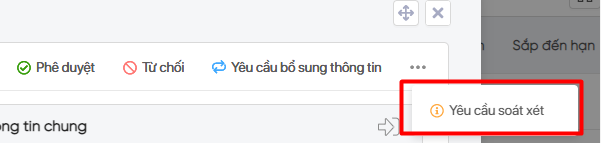 Sắp đến hạn
Phê duyệt Từ chối Yêu cầu bổ sung thông tin
Yêu cầu soát xét
tin chung